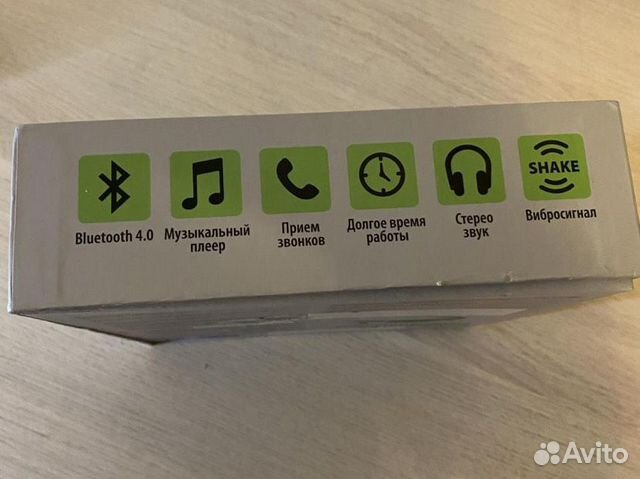 SHAKE
Bluetooth 4.0
Музыкальный
плеер
Прием
звонков
Долгое время
работы
Стерео
звук
Вибросигнал
Avito